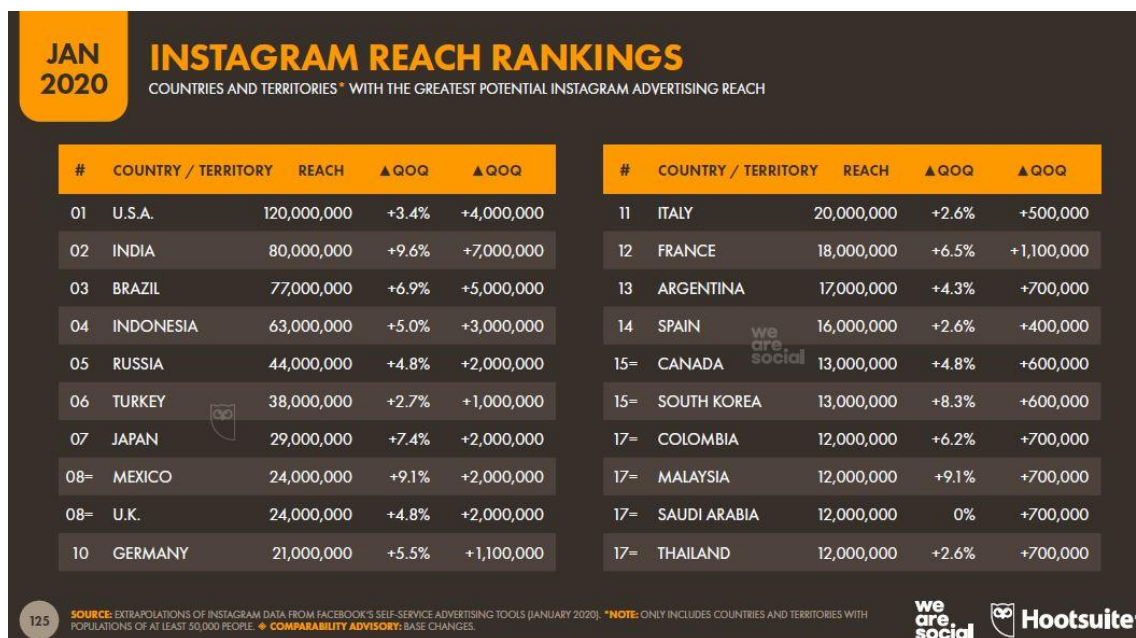 JAN
2020
INSTAGRAM REACH RANKINGS
COUNTRIES AND TERRITORIES* WITH THE GREATEST POTENTIAL INSTAGRAM ADVERTISING REACH
# COUNTRY / TERRITORY REACH ▲QOQ ▲QOQ
01 U.S.A. 120,000,000 +3.4% +4,000,000
02 INDIA 80,000,000 +9.6% +7,000,000
03 BRAZIL 77,000,000 +6.9% +5,000,000
04 INDONESIA 63,000,000 +5.0% +3,000,000
05 RUSSIA 44,000,000 +4.8% +2,000,000
06 TURKEY 38,000,000 +2.7% +1,000,000
07 JAPAN 29,000,000 +7.4% +2,000,000
08= MEXICO 24,000,000 +9.1% +2,000,000
08= U.K. 24,000,000 +4.8% +2,000,000
10 GERMANY 21,000,000 +5.5% +1,100,000
# COUNTRY / TERRITORY REACH ▲QOQ ▲QOQ
11 ITALY 20,000,000 +2.6% +500,000
12 FRANCE 18,000,000 +6.5% +1,100,000
13 ARGENTINA 17,000,000 +4.3% +700,000
14 SPAIN 16,000,000 +2.6% +400,000
15= CANADA 13,000,000 +4.8% +600,000
15= SOUTH KOREA 13,000,000 +8.3% +600,000
17= COLOMBIA 12,000,000 +6.2% +700,000
17= MALAYSIA 12,000,000 +9.1% +700,000
17= SAUDI ARABIA 12,000,000 0% +700,000
17= THAILAND 12,000,000 +2.6% +700,000
we
are.
social
125
SOURCE: EXTRAPOLATIONS OF INSTAGRAM DATA FROM FACEBOOK'S SELF-SERVICE ADVERTISING TOOLS (JANUARY 2020). *NOTE: ONLY INCLUDES COUNTRIES AND TERRITORIES WITH
POPULATIONS OF AT LEAST 50,000 PEOPLE. ◈ COMPARABILITY ADVISORY: BASE CHANGES.
we
are.
social
Hootsuite